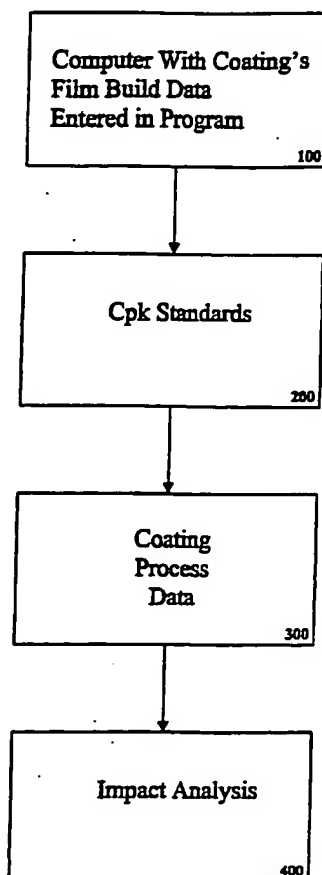 Computer With Coating's
Film Build Data
Entered in Program
100
Cpk Standards
200
Coating
Process
Data
300
Impact Analysis
400